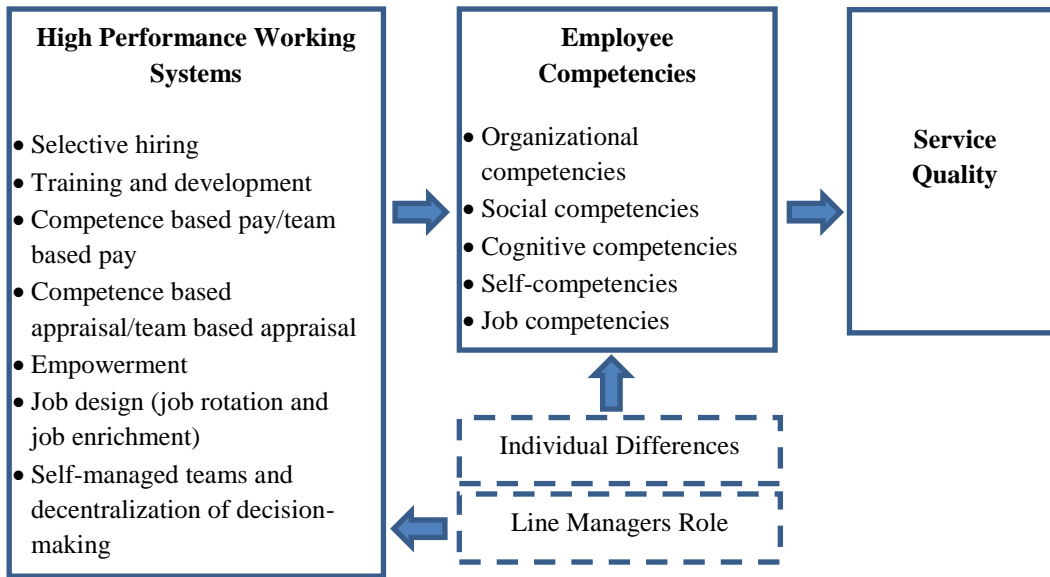 High Performance Working
Systems
• Selective hiring
• Training and development
• Competence based pay/team
based pay
• Competence based
appraisal/team based appraisal
• Empowerment
• Job design (job rotation and
job enrichment)
• Self-managed teams and
decentralization of decision-
making
Employee
Competencies
• Organizational
competencies
• Social competencies
• Cognitive competencies
• Self-competencies
• Job competencies
Service
Quality
Individual Differences
Line Managers Role